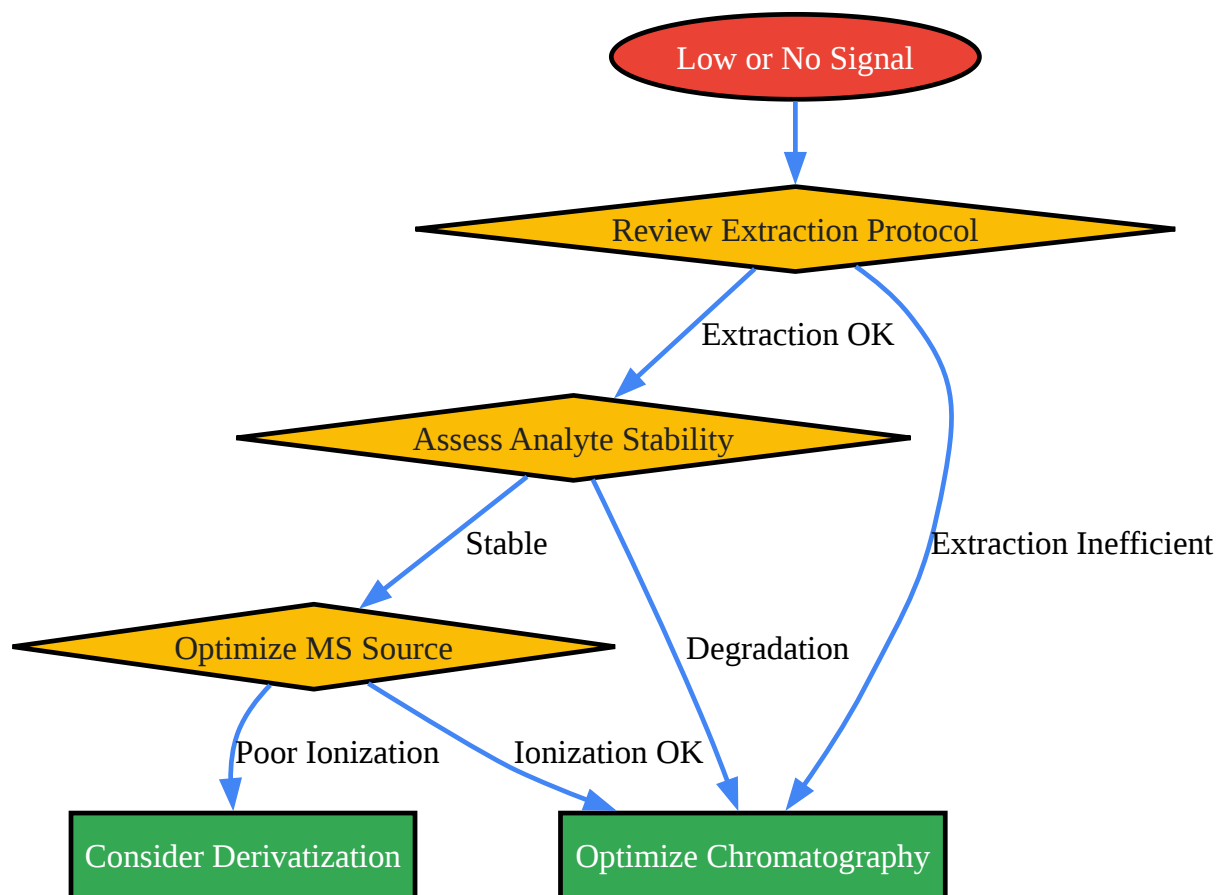 Low or No Signal
Review Extraction Protocol
Extraction OK
Assess Analyte Stability
Stable
Extraction Inefficient
Optimize MS Source
Degradation
Poor Ionization
Ionization OK
Consider Derivatization
Optimize Chromatography